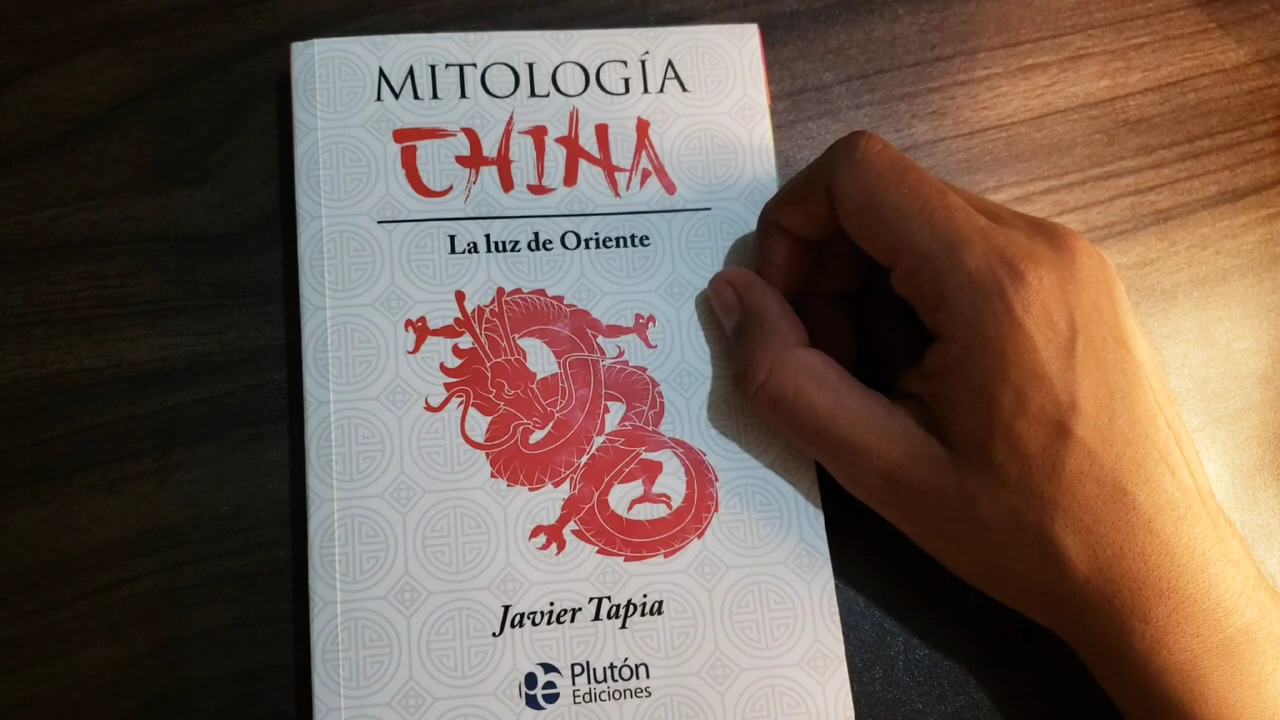 MITOLOGÍA
CHINA
La luz de Oriente
Javier Tapia
Plutón
Ediciones